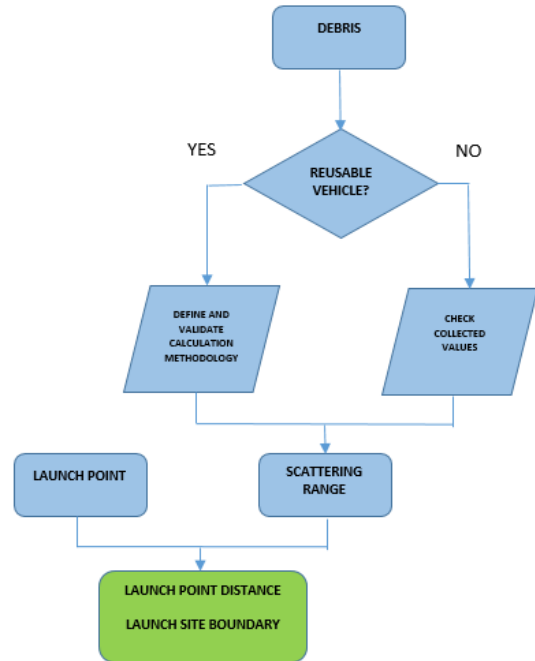 DEBRIS
YES
NO
REUSABLE
VEHICLE?
DEFINE AND
VALIDATE
CALCULATION
METHODOLOGY
CHECK
COLLECTED
VALUES
LAUNCH POINT
SCATTERING
RANGE
LAUNCH POINT DISTANCE
LAUNCH SITE BOUNDARY